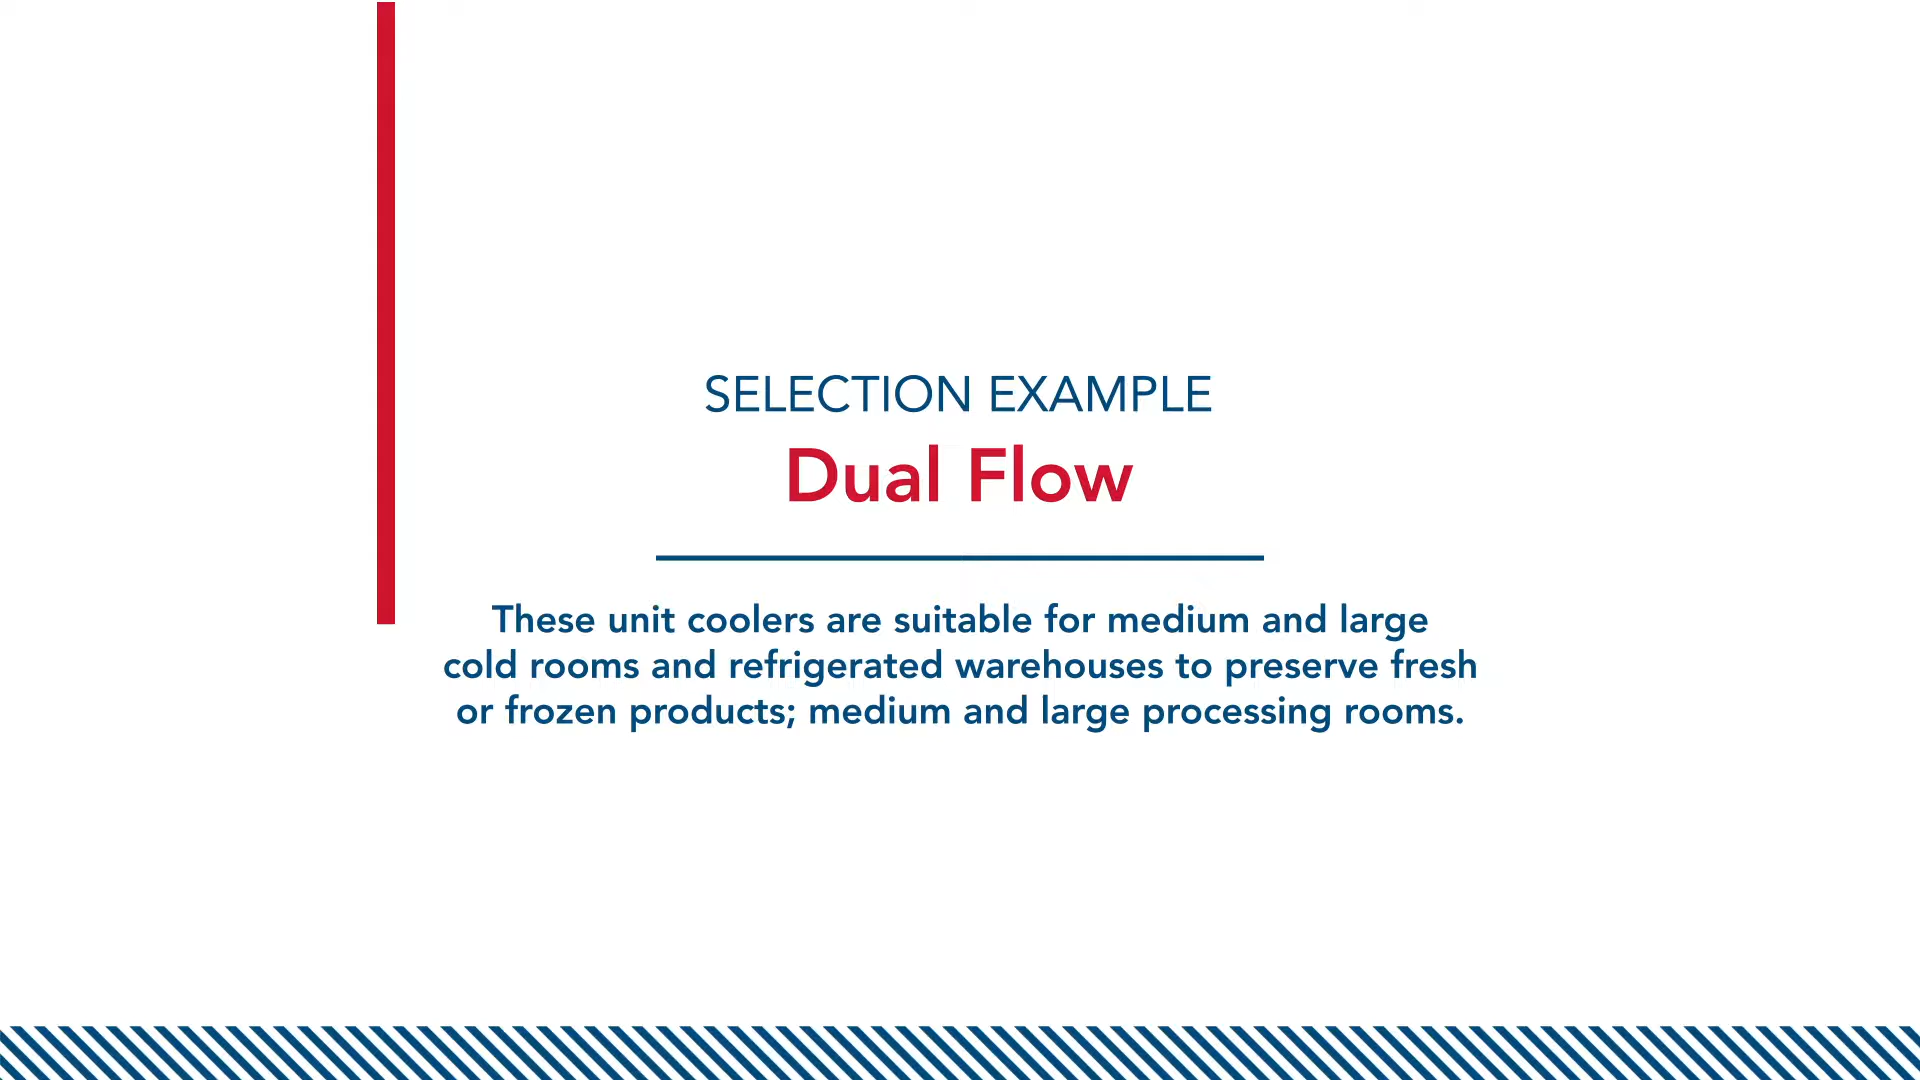 SELECTION EXAMPLE
Dual Flow
These unit coolers are suitable for medium and large
cold rooms and refrigerated warehouses to preserve fresh
or frozen products; medium and large processing rooms.